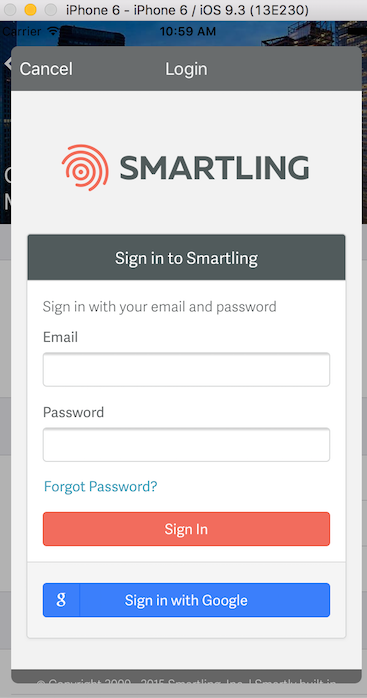 iPhone 6 - iPhone 6 / iOS 9.3 (13E230)
Carrier 10:59 AM
Cancel Login
SMARTLING
Sign in to Smartling
Sign in with your email and password
Email
Password
Forgot Password?
Sign In
g Sign in with Google
© Copyright 2009 - 2015 Smartling, Inc. | Smartly built in